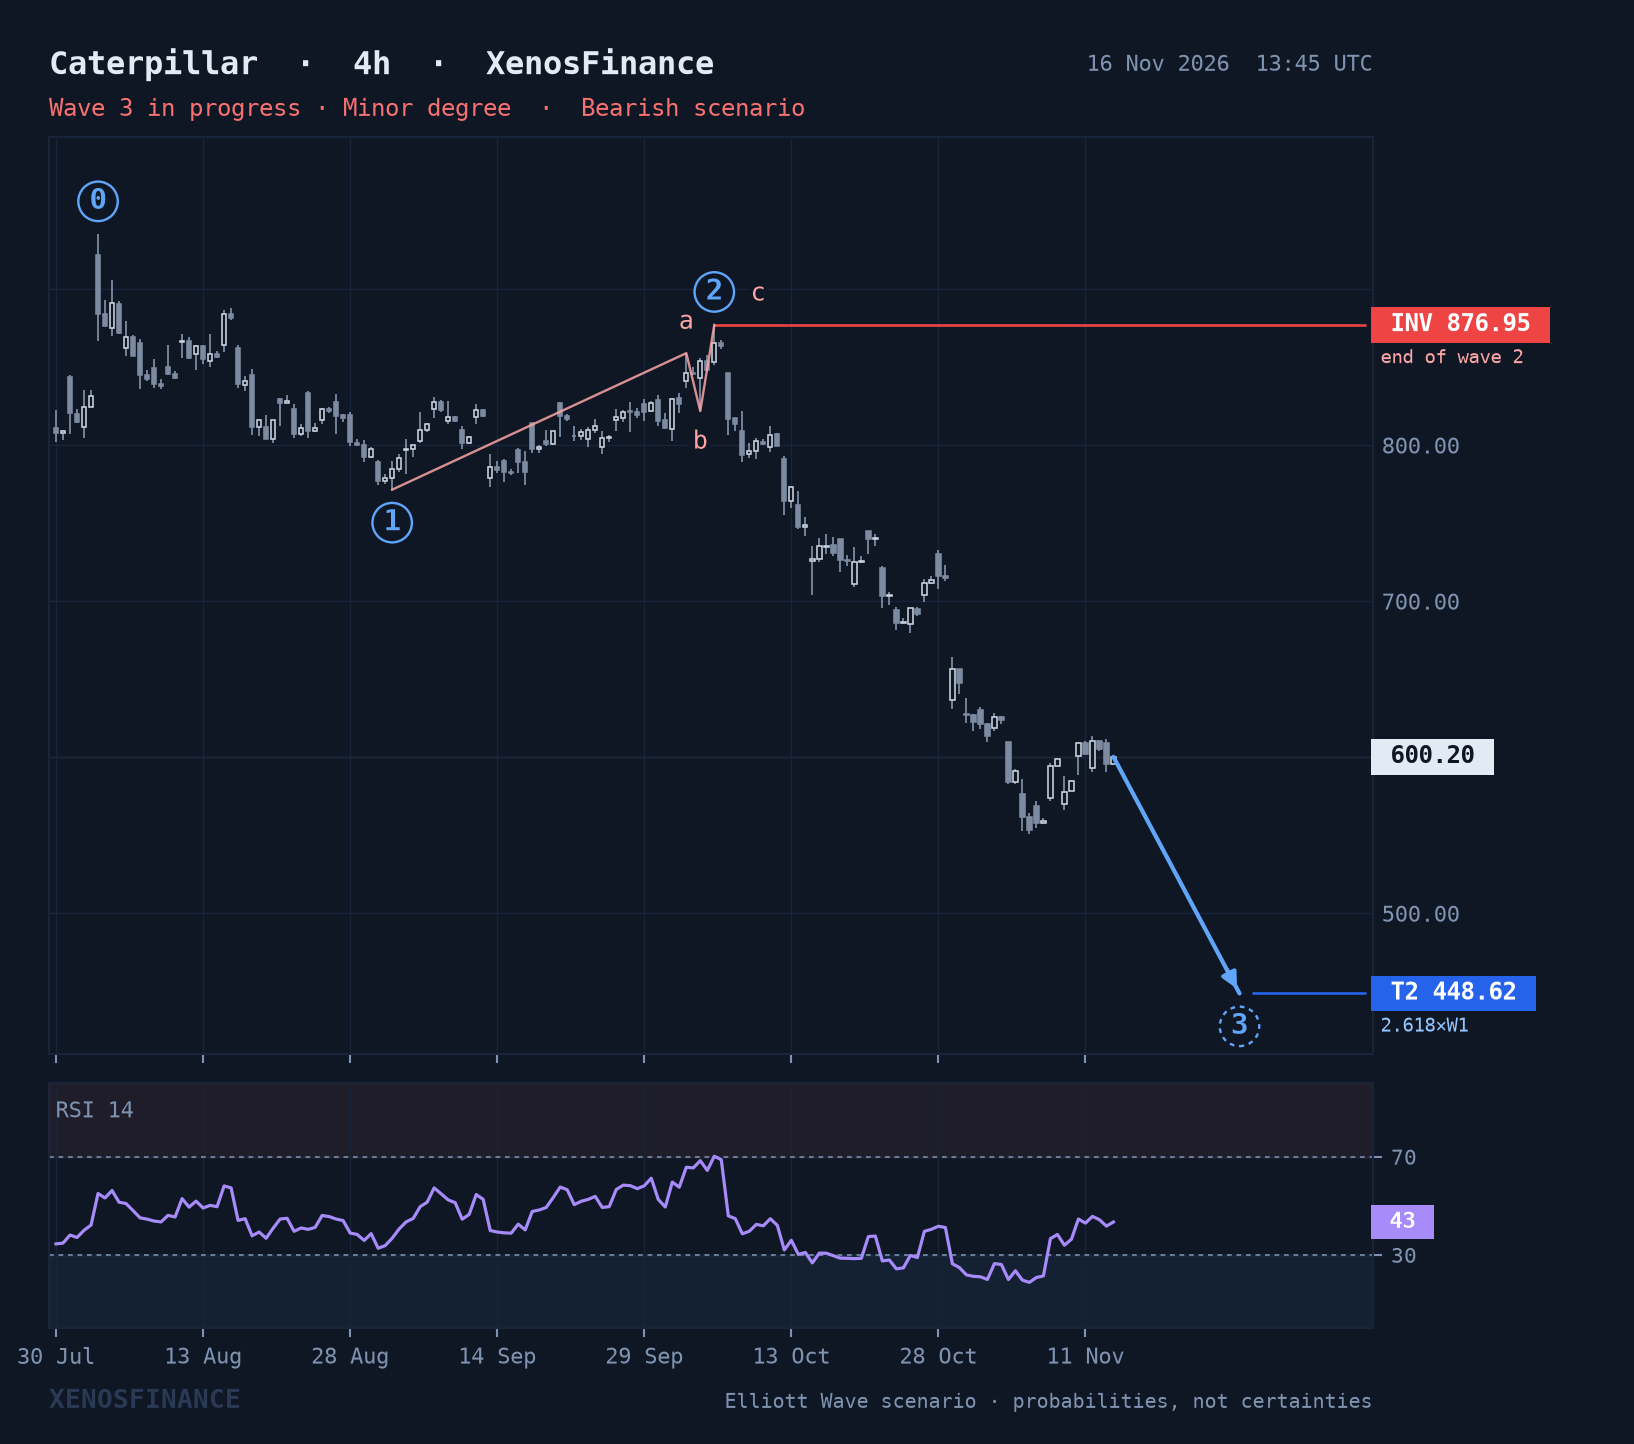 Caterpillar · 4h · XenosFinance
16 Nov 2026 13:45 UTC
Wave 3 in progress · Minor degree · Bearish scenario
0
2
c
a
b
1
INV 876.95
end of wave 2
800.00
700.00
600.20
500.00
T2 448.62
2.618×W1
3
RSI 14
70
43
30
30 Jul
13 Aug
28 Aug
14 Sep
29 Sep
13 Oct
28 Oct
11 Nov
XENOSFINANCE
Elliott Wave scenario · probabilities, not certainties